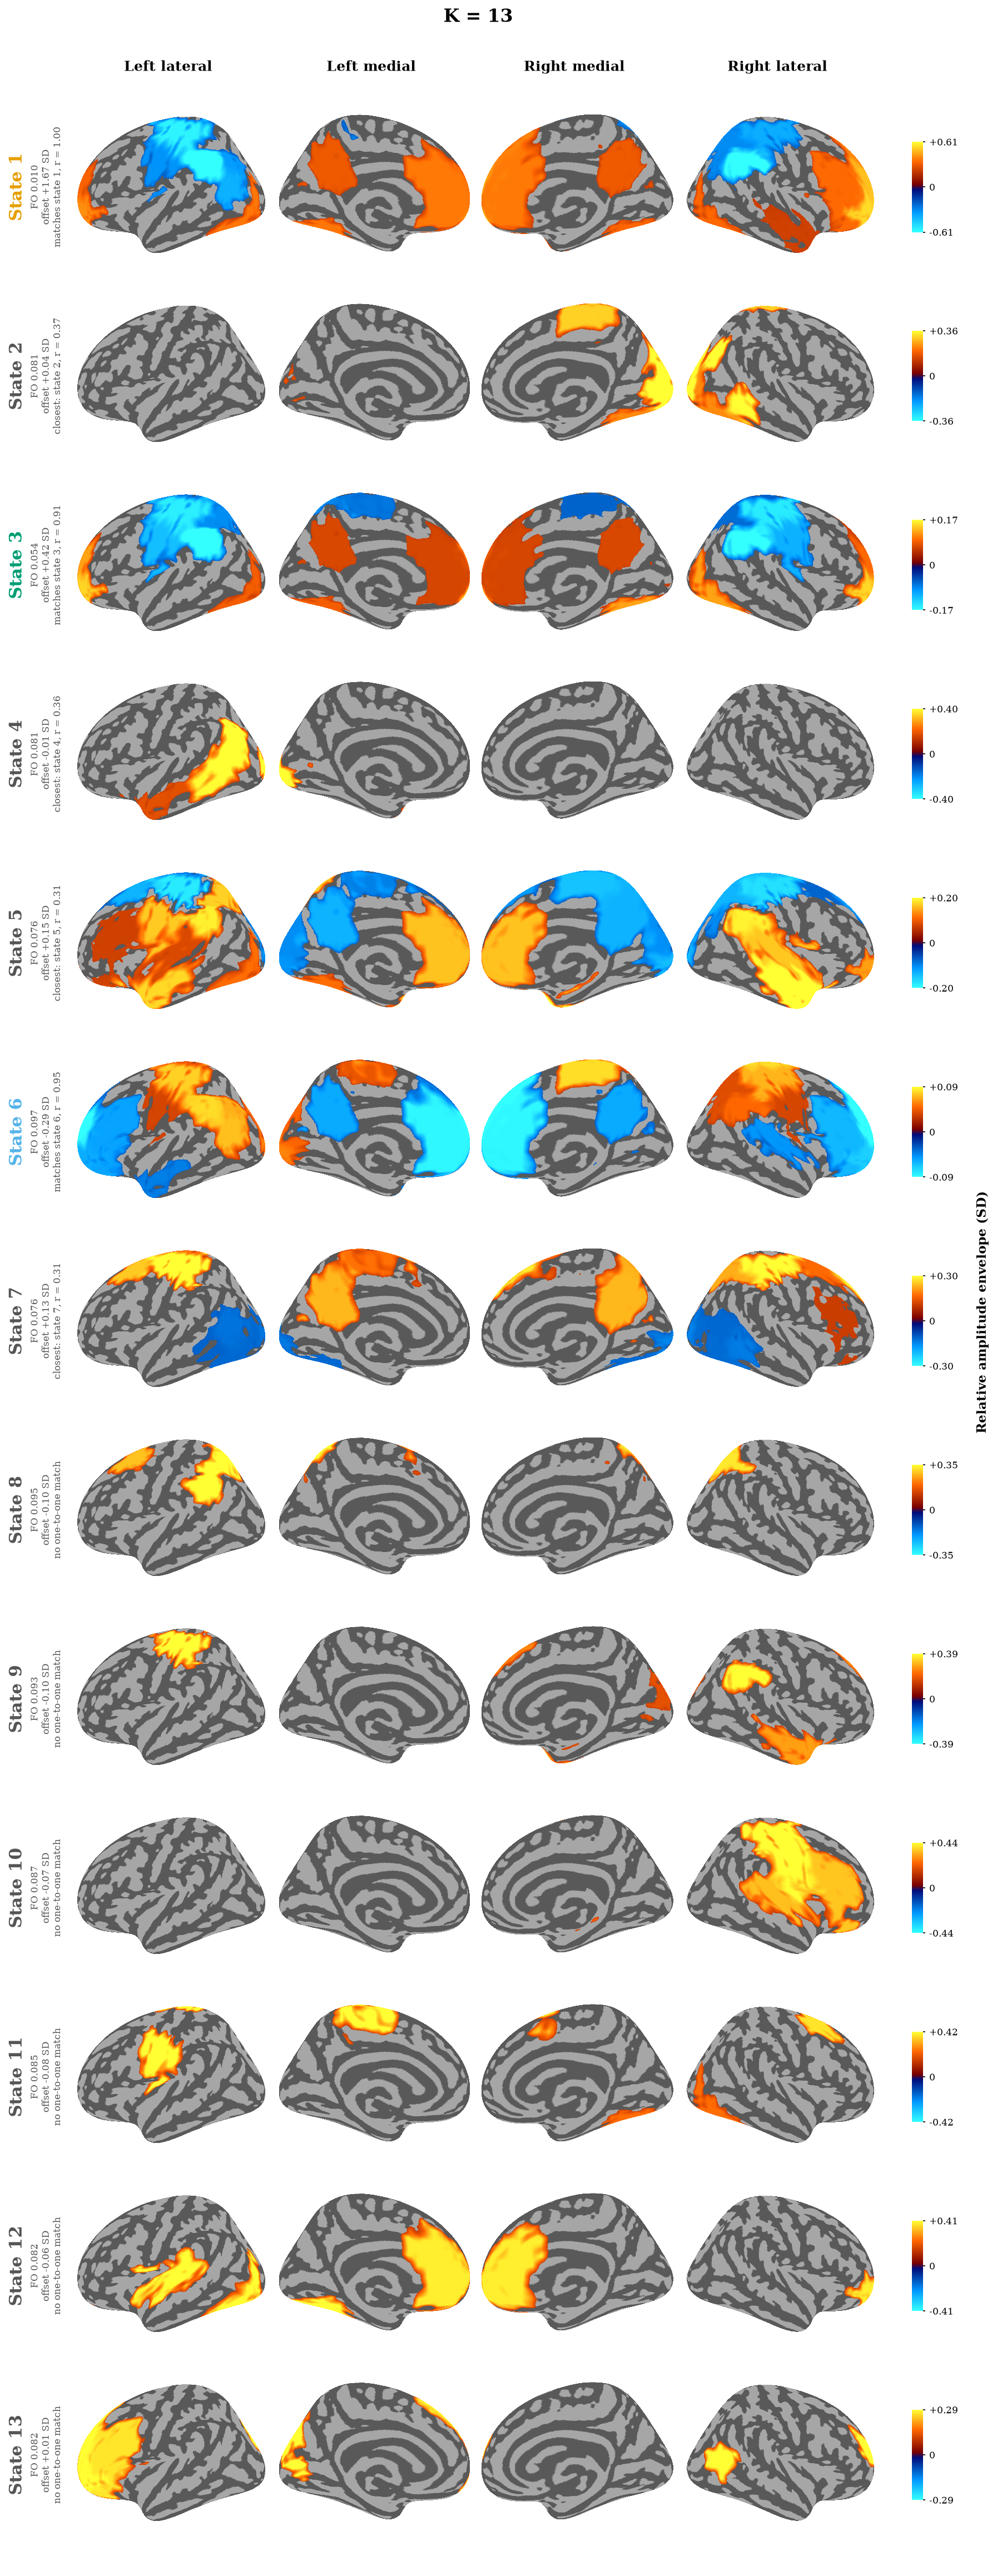 K = 13
Left lateral
Left medial
Right medial
Right lateral
State 1
FO 0.010
offset +1.67 SD
matches state 1, r = 1.00
+0.61
0
-0.61
State 2
FO 0.081
offset +0.04 SD
closest: state 2, r = 0.37
+0.36
0
-0.36
State 3
FO 0.054
offset +0.42 SD
matches state 3, r = 0.91
+0.17
0
-0.17
State 4
FO 0.081
offset -0.01 SD
closest: state 4, r = 0.36
+0.40
0
-0.40
State 5
FO 0.076
offset +0.15 SD
closest: state 5, r = 0.31
+0.20
0
-0.20
State 6
FO 0.097
offset -0.29 SD
matches state 6, r = 0.95
+0.09
0
-0.09
Relative amplitude envelope (SD)
State 7
FO 0.076
offset +0.13 SD
closest: state 7, r = 0.31
+0.30
0
-0.30
State 8
FO 0.095
offset -0.10 SD
no one-to-one match
+0.35
0
-0.35
State 9
FO 0.093
offset -0.10 SD
no one-to-one match
+0.39
0
-0.39
State 10
FO 0.087
offset -0.07 SD
no one-to-one match
+0.44
0
-0.44
State 11
FO 0.085
offset -0.08 SD
no one-to-one match
+0.42
0
-0.42
State 12
FO 0.082
offset -0.06 SD
no one-to-one match
+0.41
0
-0.41
State 13
FO 0.082
offset +0.01 SD
no one-to-one match
+0.29
0
-0.29